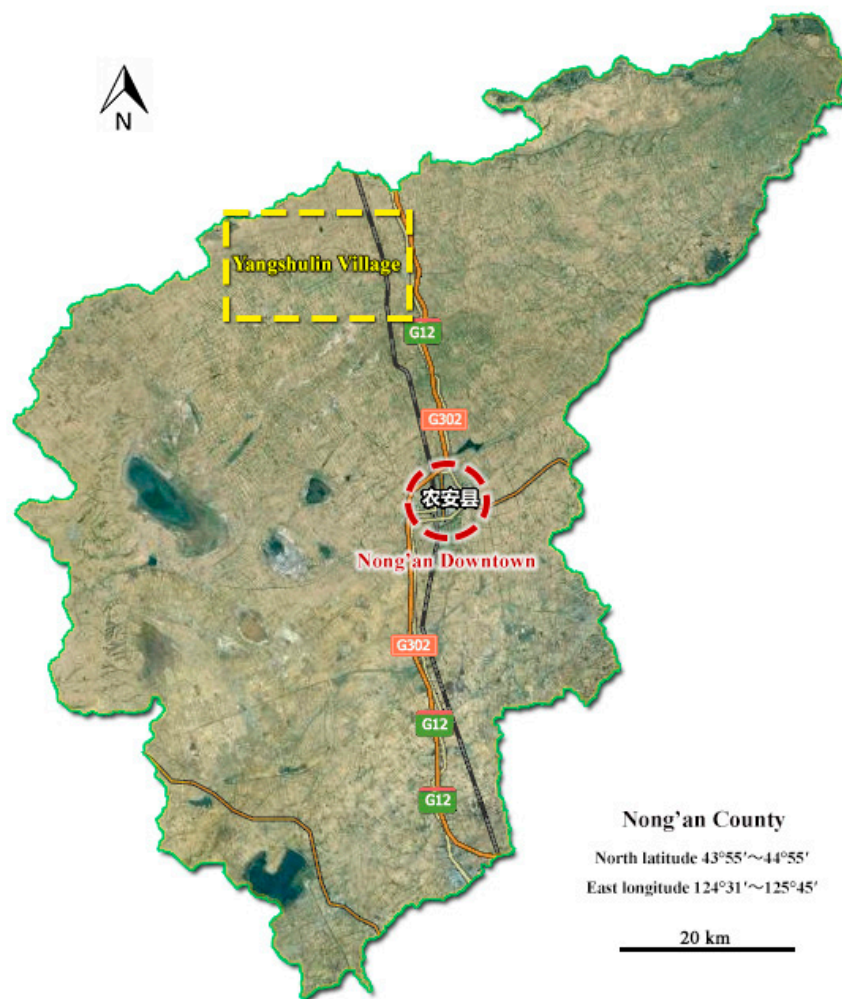 N
Yangshulin Village
G12
G302
农安县
Nong'an Downtown
G302
G12
G12
Nong'an County
North latitude 43°55′～44°55′
East longitude 124°31′～125°45′
20 km